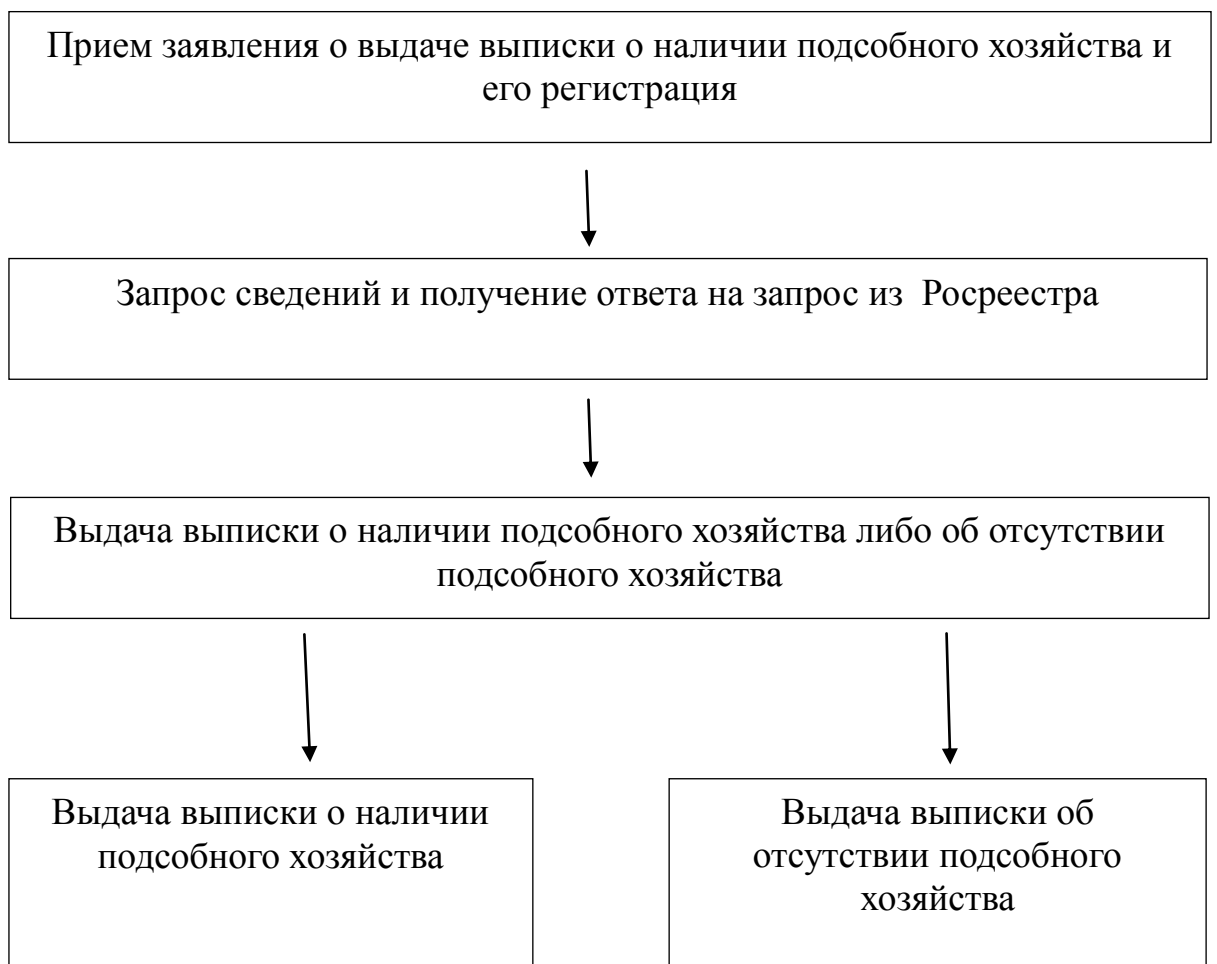 Прием заявления о выдаче выписки о наличии подсобного хозяйства и
его регистрация
Запрос сведений и получение ответа на запрос из  Росреестра
Выдача выписки о наличии подсобного хозяйства либо об отсутствии
подсобного хозяйства
Выдача выписки о наличии
подсобного хозяйства
Выдача выписки об
отсутствии подсобного
хозяйства